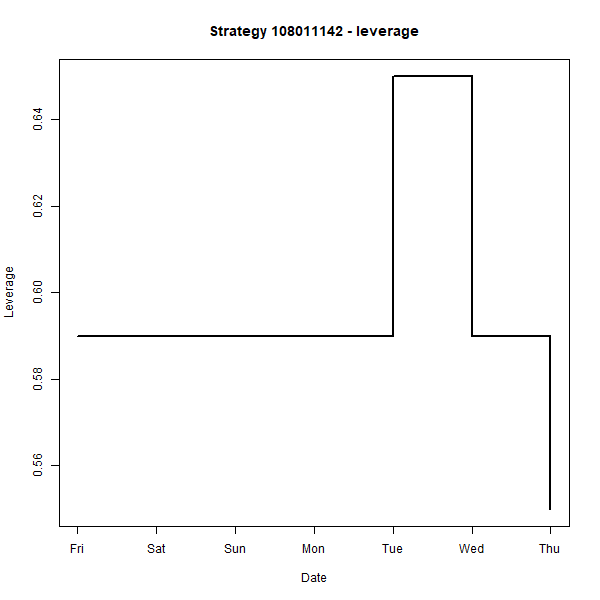 Strategy 108011142 - leverage
Leverage
0.64
0.62
0.60
0.58
0.56
Fri Sat Sun Mon Tue Wed Thu
Date